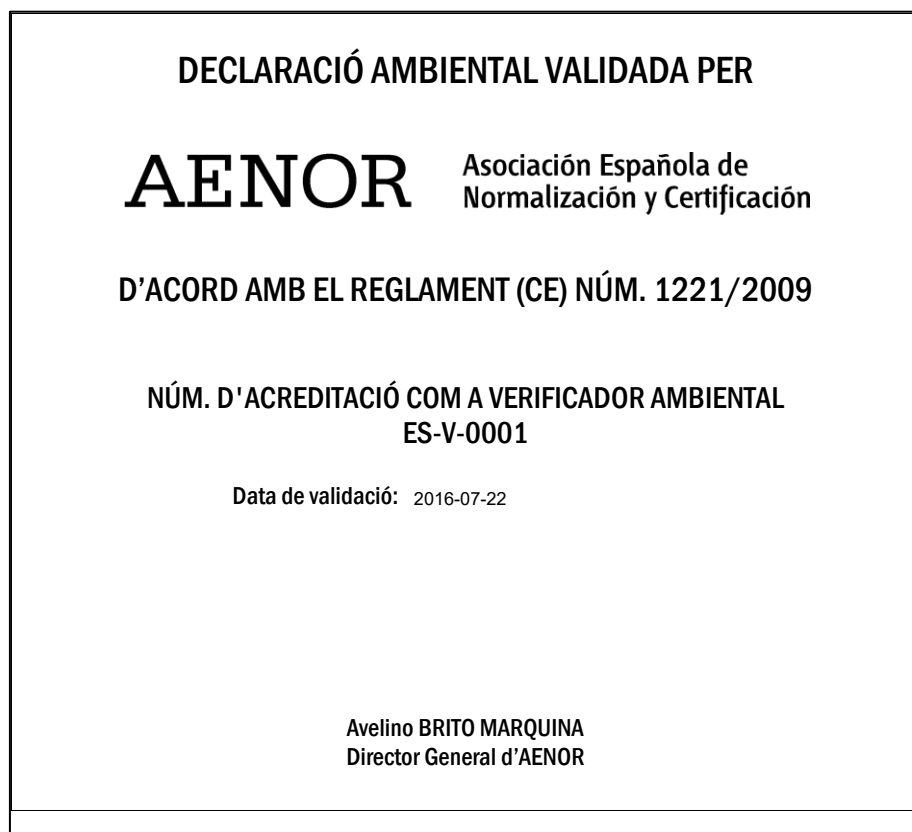 DECLARACIÓ AMBIENTAL VALIDADA PER
AENOR
Asociación Española de
Normalización y Certificación
D’ACORD AMB EL REGLAMENT (CE) NÚM. 1221/2009
NÚM. D'ACREDITACIÓ COM A VERIFICADOR AMBIENTAL
ES-V-0001
Data de validació: 2016-07-22
Avelino BRITO MARQUINA
Director General d’AENOR